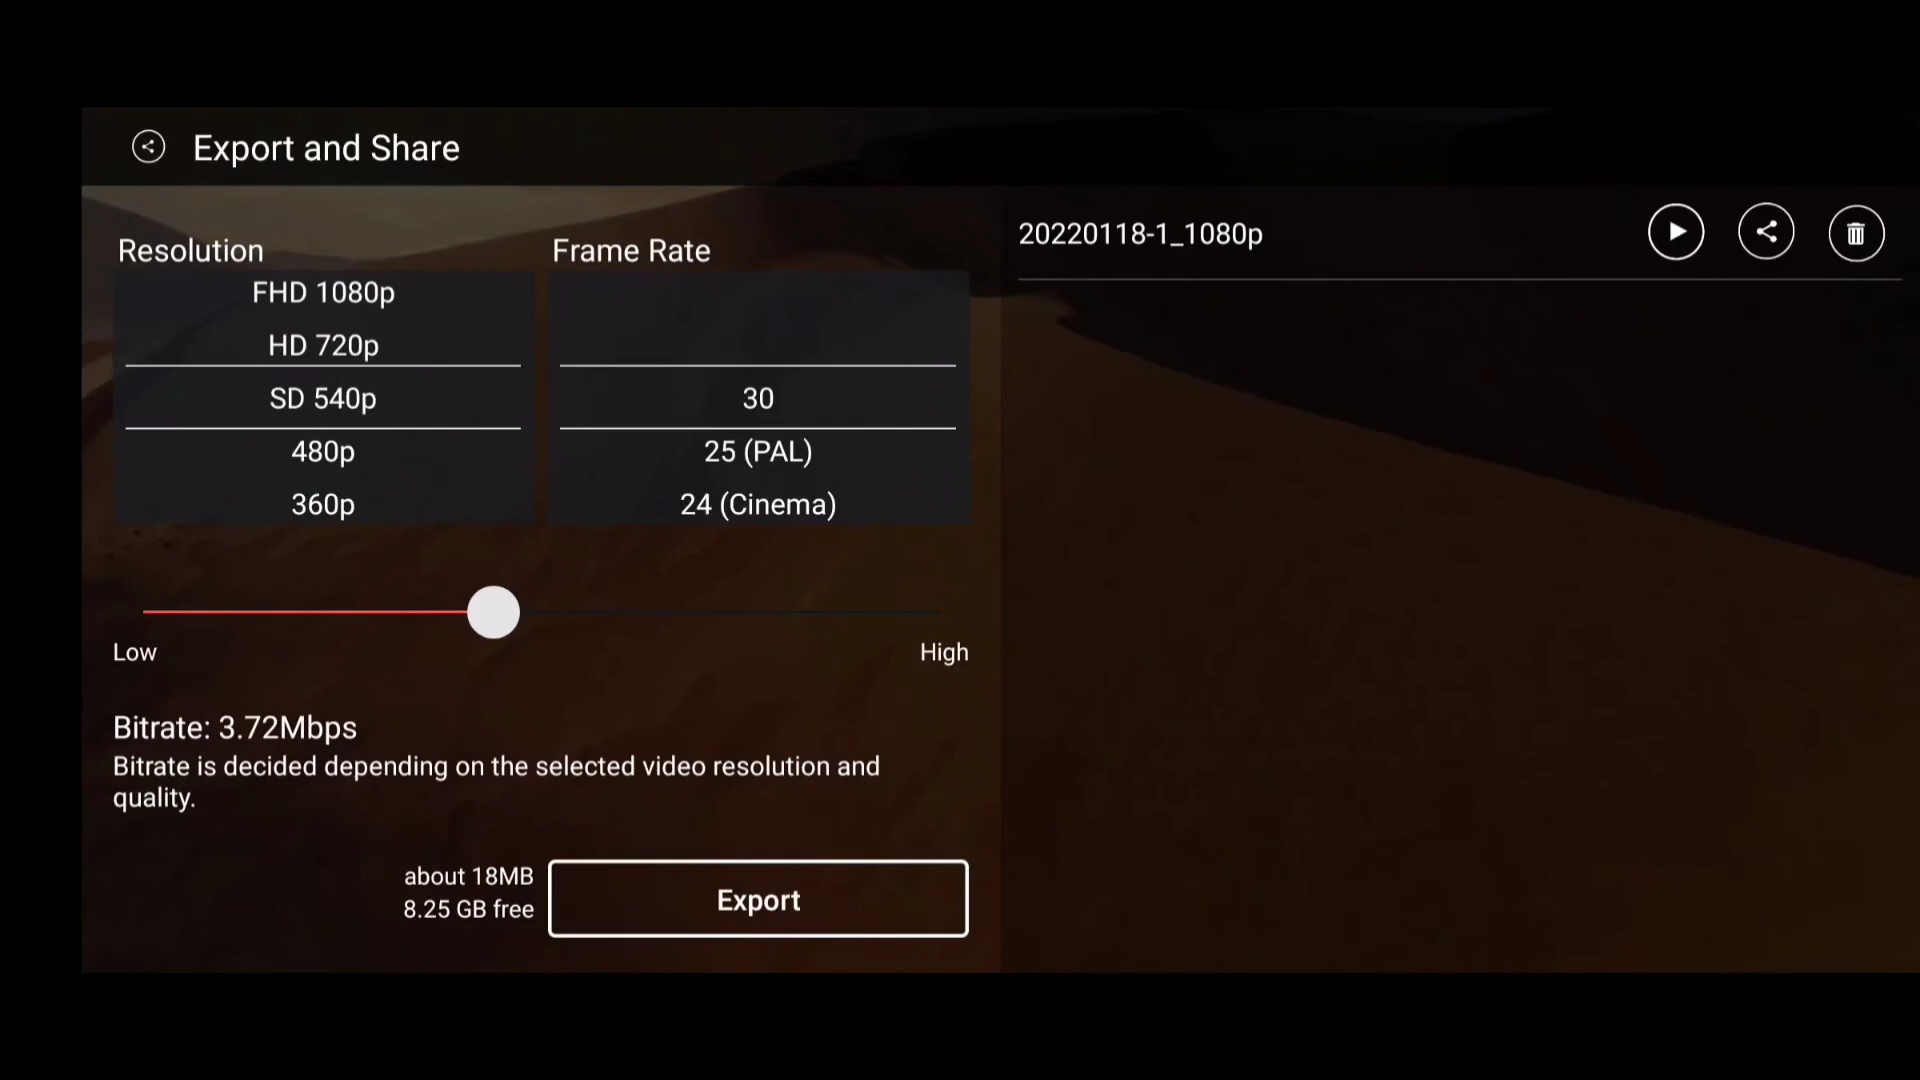 Export and Share
Resolution
FHD 1080p
HD 720p
SD 540p
480p
360p
Frame Rate
30
25 (PAL)
24 (Cinema)
Low
High
Bitrate: 3.72Mbps
Bitrate is decided depending on the selected video resolution and
quality.
about 18MB
8.25 GB free
Export
20220118-1_1080p